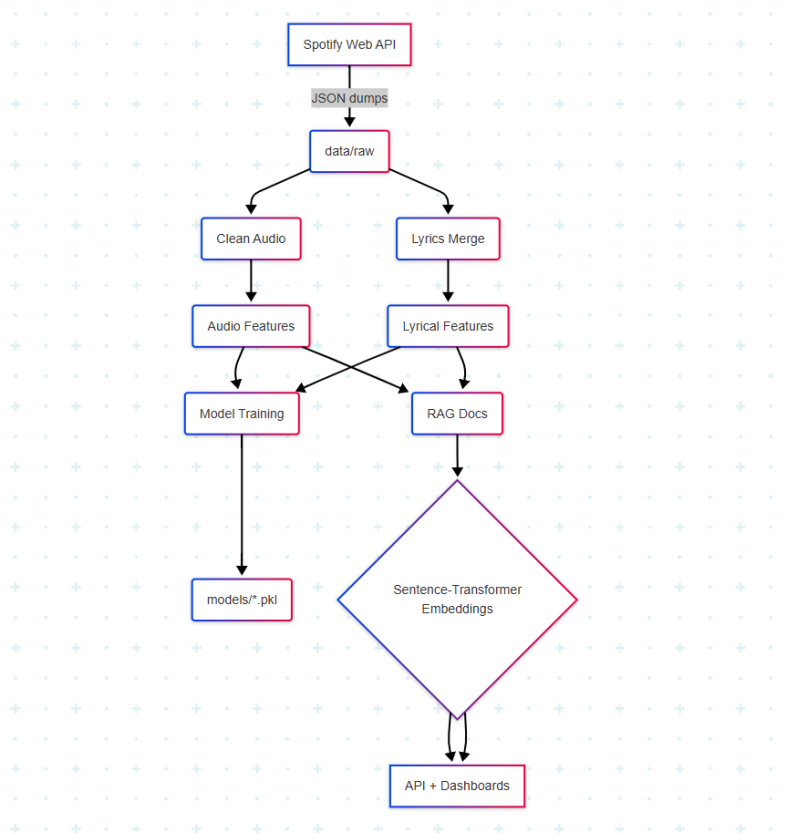 Spotify Web API
JSON dumps
data/raw
Clean Audio
Lyrics Merge
Audio Features
Lyrical Features
Model Training
RAG Docs
models/*.pkl
Sentence-Transformer
Embeddings
API + Dashboards